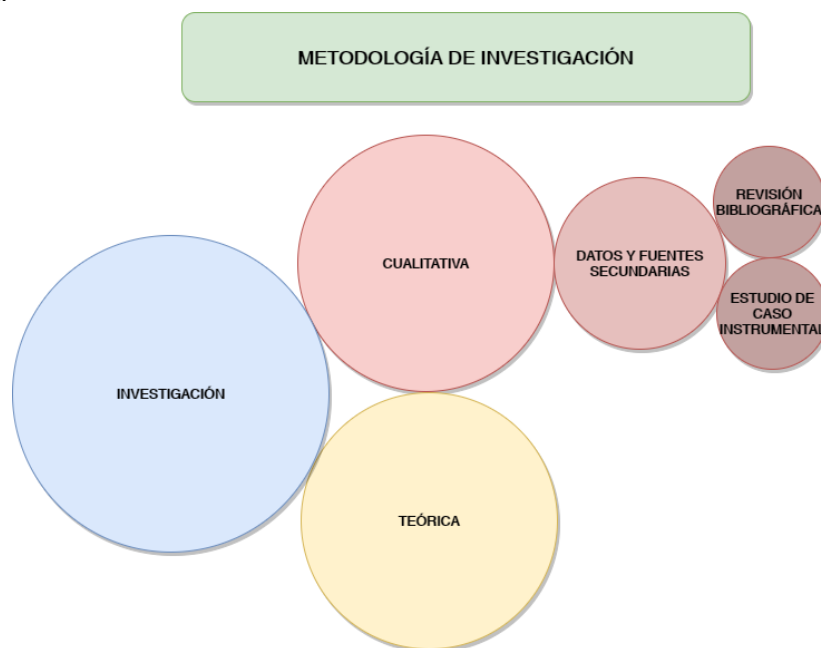 METODOLOGÍA DE INVESTIGACIÓN
INVESTIGACIÓN
CUALITATIVA
TEÓRICA
DATOS Y FUENTES
SECUNDARIAS
REVISIÓN
BIBLIOGRÁFICA
ESTUDIO DE
CASO
INSTRUMENTAL